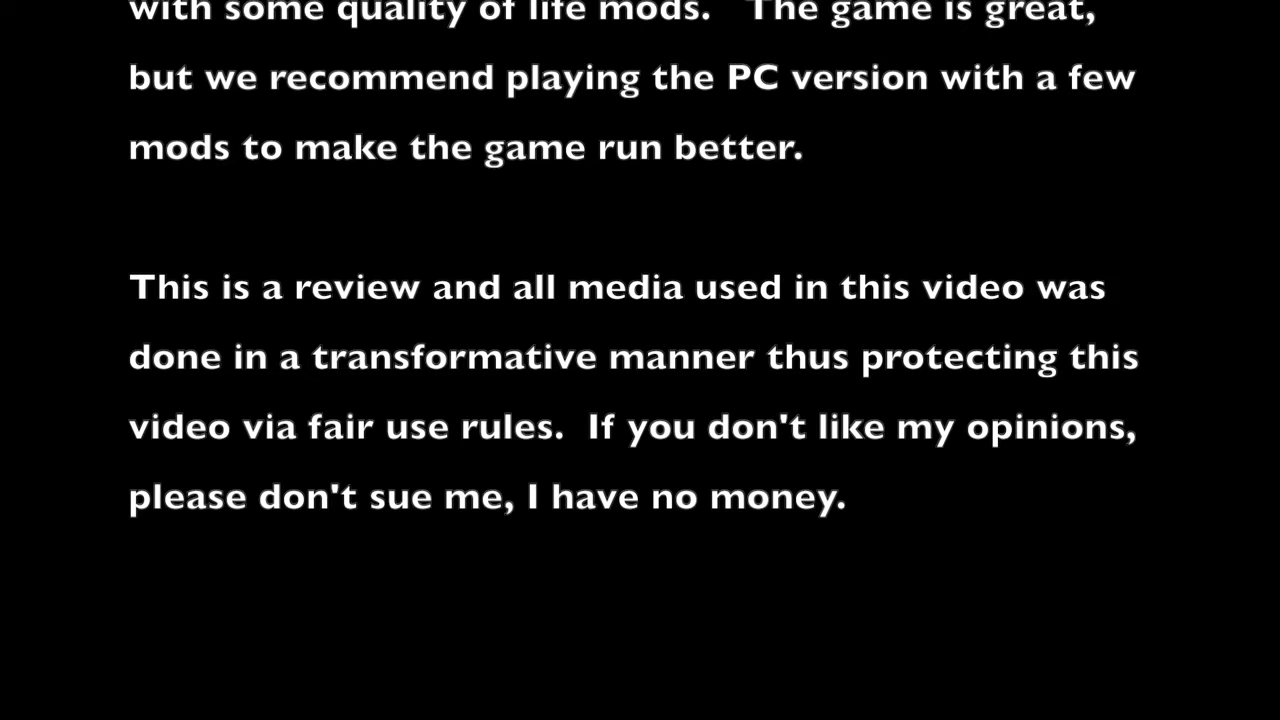 with some quality of life mods.   The game is great,
but we recommend playing the PC version with a few
mods to make the game run better.
This is a review and all media used in this video was
done in a transformative manner thus protecting this
video via fair use rules.  If you don't like my opinions,
please don't sue me, I have no money.